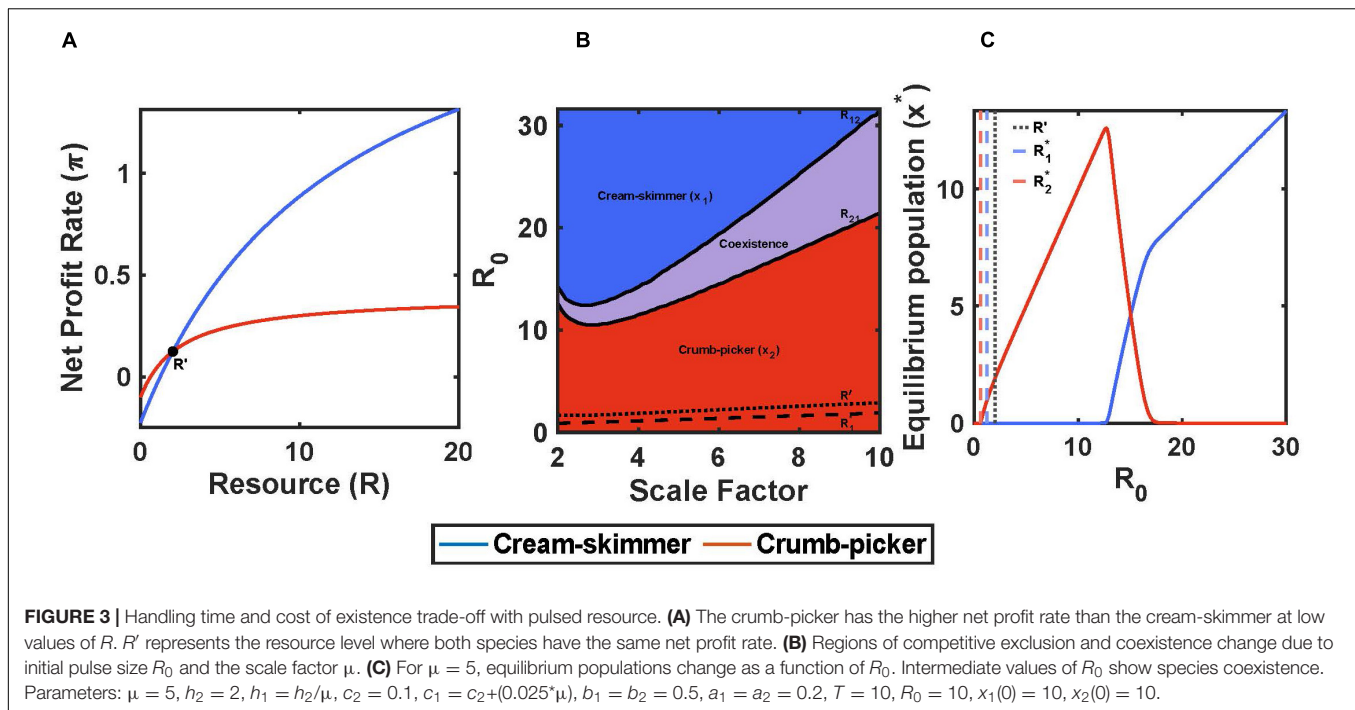 A
B
C
Net Profit Rate (π)
1
0.5
0
R'
0
10
20
Resource (R)
R0
30
20
10
0
R12
Cream-skimmer (x1)
R21
Coexistence
Crumb-picker (x2)
R'
R1
2
4
6
8
10
Scale Factor
Equilibrium population (x*)
10
5
0
R'
R1*
R2*
0
10
20
30
R0
Cream-skimmer
Crumb-picker
FIGURE 3 | Handling time and cost of existence trade-off with pulsed resource. (A) The crumb-picker has the higher net profit rate than the cream-skimmer at low
values of R. R′ represents the resource level where both species have the same net profit rate. (B) Regions of competitive exclusion and coexistence change due to
initial pulse size R0 and the scale factor μ. (C) For μ = 5, equilibrium populations change as a function of R0. Intermediate values of R0 show species coexistence.
Parameters: μ = 5, h2 = 2, h1 = h2/μ, c2 = 0.1, c1 = c2+(0.025*μ), b1 = b2 = 0.5, a1 = a2 = 0.2, T = 10, R0 = 10, x1(0) = 10, x2(0) = 10.